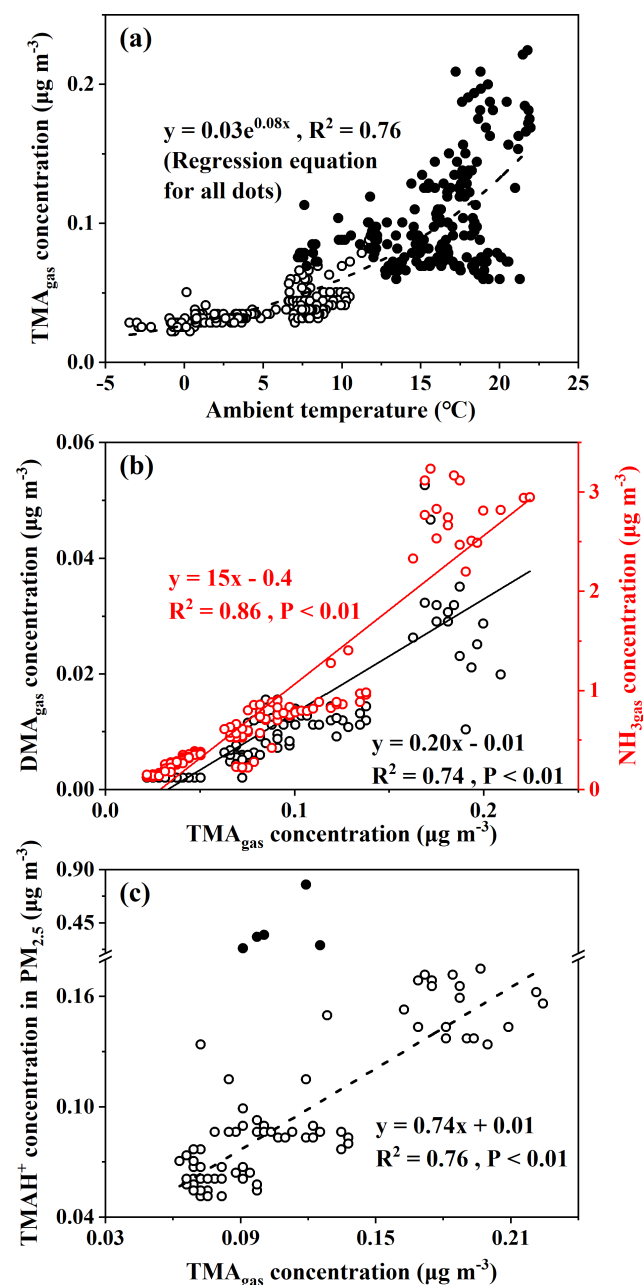 (a)
TMAgas concentration (μg m-3)
0.2
0.1
0.0
y = 0.03e0.08x , R2 = 0.76
(Regression equation
for all dots)
-5 0 5 10 15 20 25
Ambient temperature (℃)
(b)
DMAgas concentration (μg m-3)
0.06
0.04
0.02
0.00
y = 15x - 0.4
R2 = 0.86 , P < 0.01
y = 0.20x - 0.01
R2 = 0.74 , P < 0.01
3
2
1
0
NH3gas concentration (μg m-3)
0.0 0.1 0.2
TMAgas concentration (μg m-3)
(c)
TMAH+ concentration in PM2.5 (μg m-3)
0.90
0.45
0.16
0.10
0.04
y = 0.74x + 0.01
R2 = 0.76 , P < 0.01
0.03 0.09 0.15 0.21
TMAgas concentration (μg m-3)